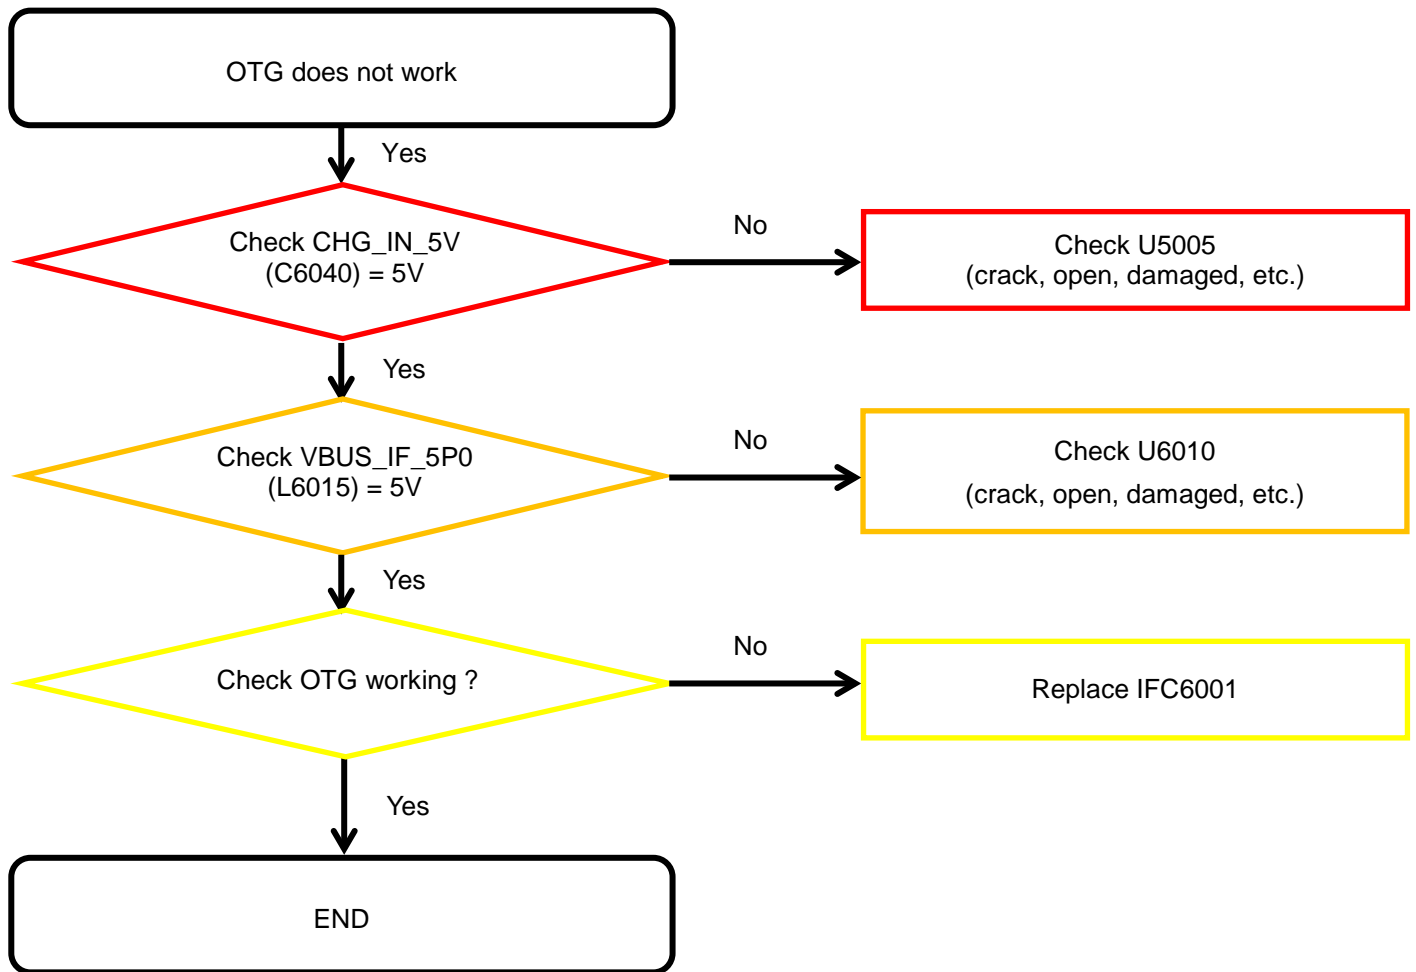 OTG does not work
Yes
Check CHG_IN_5V
(C6040) = 5V
No
Check U5005
(crack, open, damaged, etc.)
Yes
Check VBUS_IF_5P0
(L6015) = 5V
No
Check U6010
(crack, open, damaged, etc.)
Yes
Check OTG working ?
No
Replace IFC6001
Yes
END